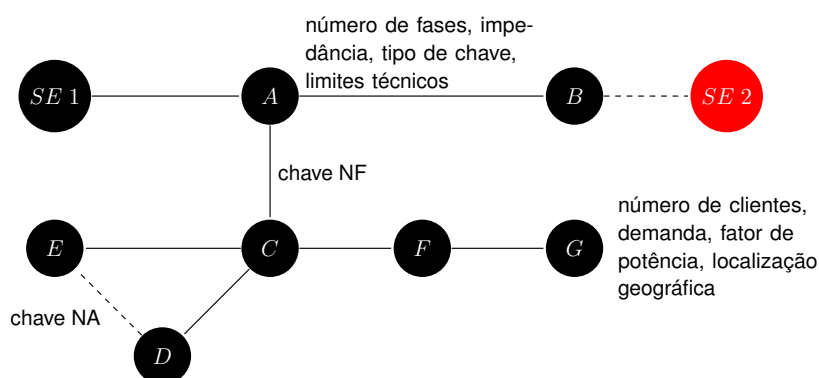 número de fases, impe-
dância, tipo de chave,
limites técnicos
SE 1
A
B
SE 2
chave NF
número de clientes,
demanda, fator de
potência, localização
geográfica
E
C
F
G
chave NA
D